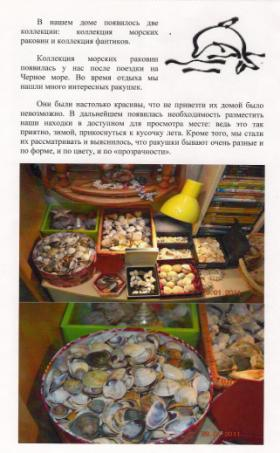 В нашем доме появилось две
коллекции: коллекция морских
раковин и коллекция фантиков.
Коллекция морских раковин
появилась у нас после поездки на
Черное море. Во время отдыха мы
нашли много интересных ракушек.
Они были настолько красивы, что не привезти их домой было
невозможно. В дальнейшем появилась необходимость разместить
наши находки в доступном для просмотра месте: ведь это так
приятно, зимой, прикоснуться к кусочку лета. Кроме того, мы стали
их рассматривать и выяснилось, что ракушки бывают очень разные и
по форме, и по цвету, и по «прозрачности».